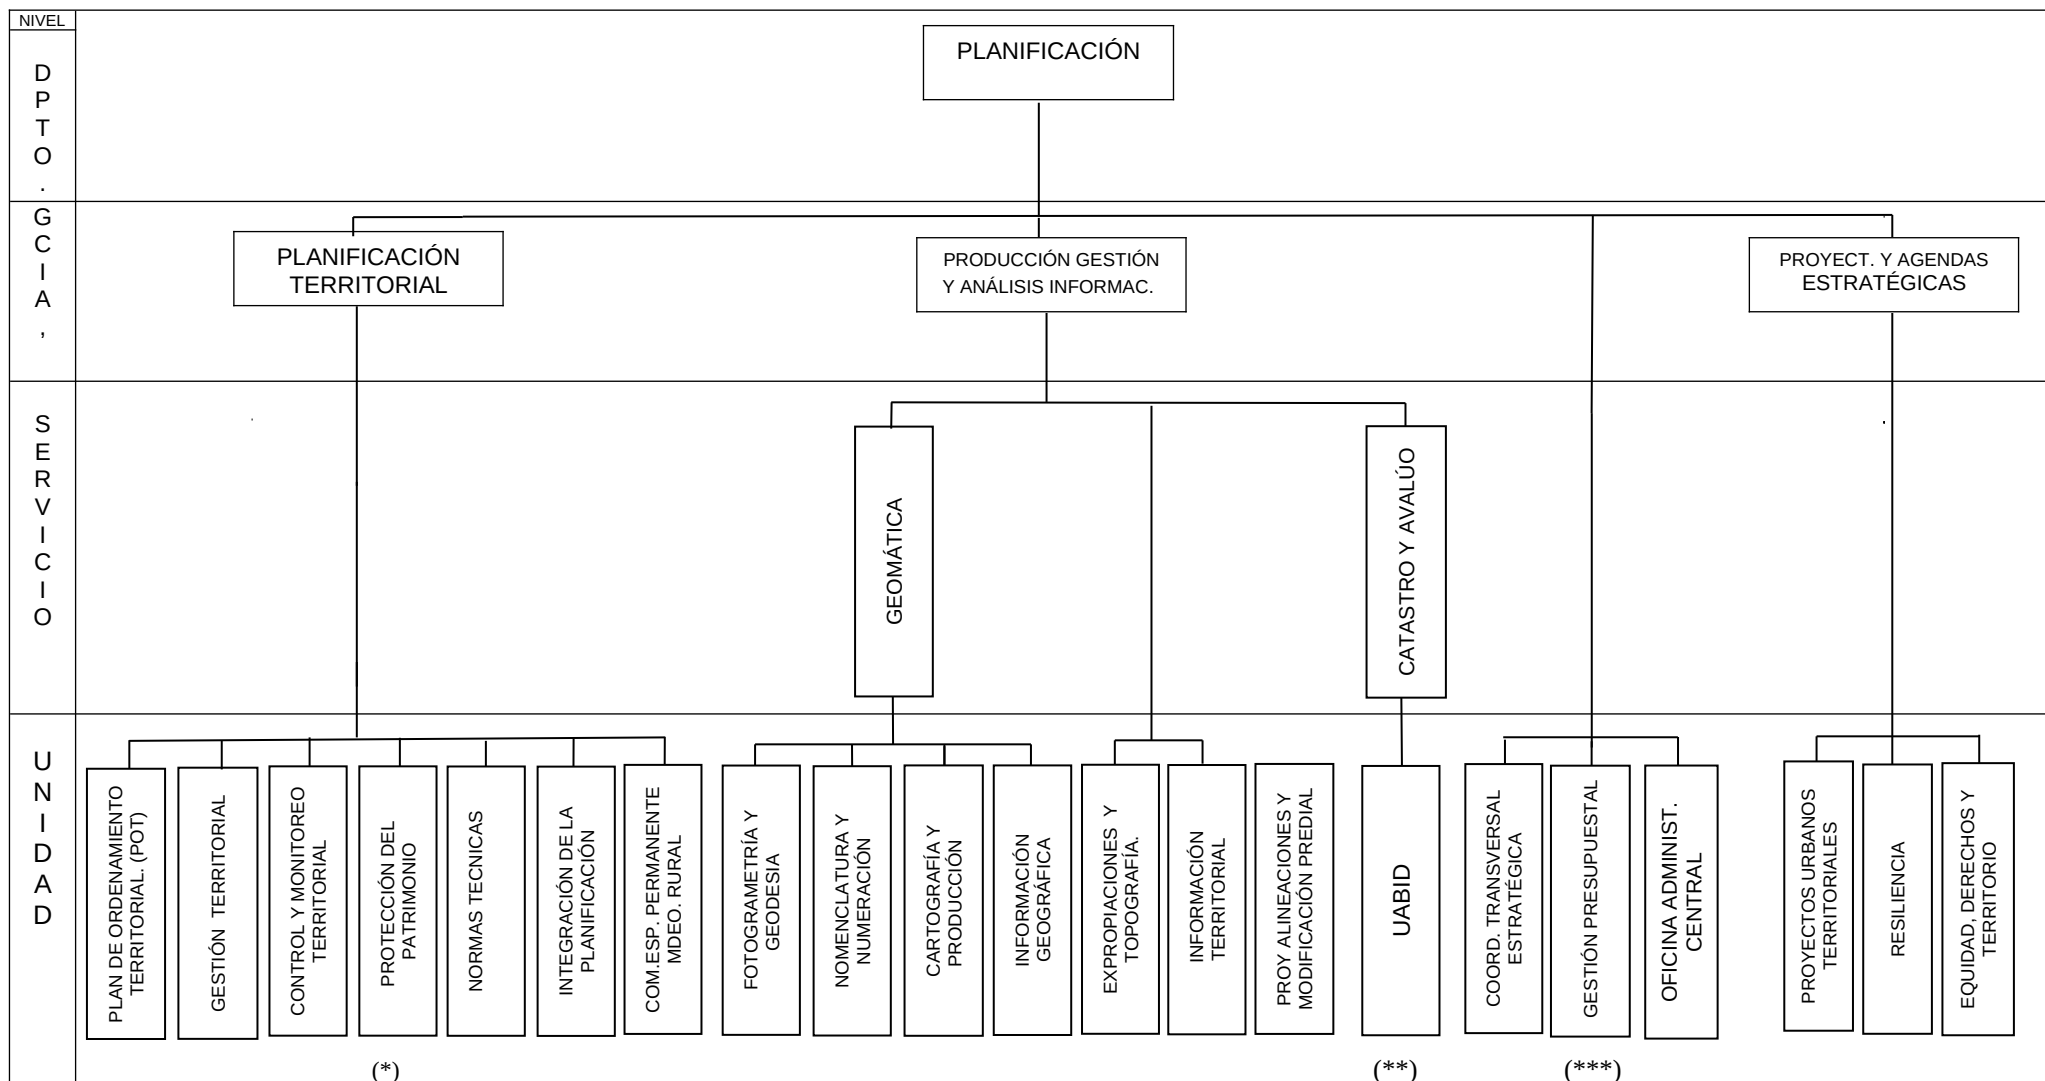 NIVEL
PLANIFICACIÓN
D
P
T
O
.
G
C
I
A
,
PLANIFICACIÓN
TERRITORIAL
PRODUCCIÓN GESTIÓN
Y ANÁLISIS INFORMAC.
PROYECT. Y AGENDAS
ESTRATÉGICAS
S
E
R
V
I
C
I
O
GEOMÁTICA
CATASTRO Y AVALÚO
U
N
I
D
A
D
PLAN DE ORDENAMIENTO
TERRITORIAL. (POT)
GESTIÓN TERRITORIAL
CONTROL Y MONITOREO
TERRITORIAL
PROTECCIÓN DEL
PATRIMONIO
NORMAS TECNICAS
INTEGRACIÓN DE LA
PLANIFICACIÓN
COM.ESP. PERMANENTE
MDEO. RURAL
FOTOGRAMETRÍA Y
GEODESIA
NOMENCLATURA Y
NUMERACIÓN
CARTOGRAFÍA Y
PRODUCCIÓN
INFORMACIÓN
GEOGRÁFICA
EXPROPIACIONES Y
TOPOGRAFÍA.
INFORMACIÓN
TERRITORIAL
PROY ALINEACIONES Y
MODIFICACIÓN PREDIAL
UABID
COORD. TRANSVERSAL
ESTRATÉGICA
GESTIÓN PRESUPUESTAL
OFICINA ADMINIST.
CENTRAL
PROYECTOS URBANOS
TERRITORIALES
RESILIENCIA
EQUIDAD, DERECHOS Y
TERRITORIO
(*)
(**)
(***)